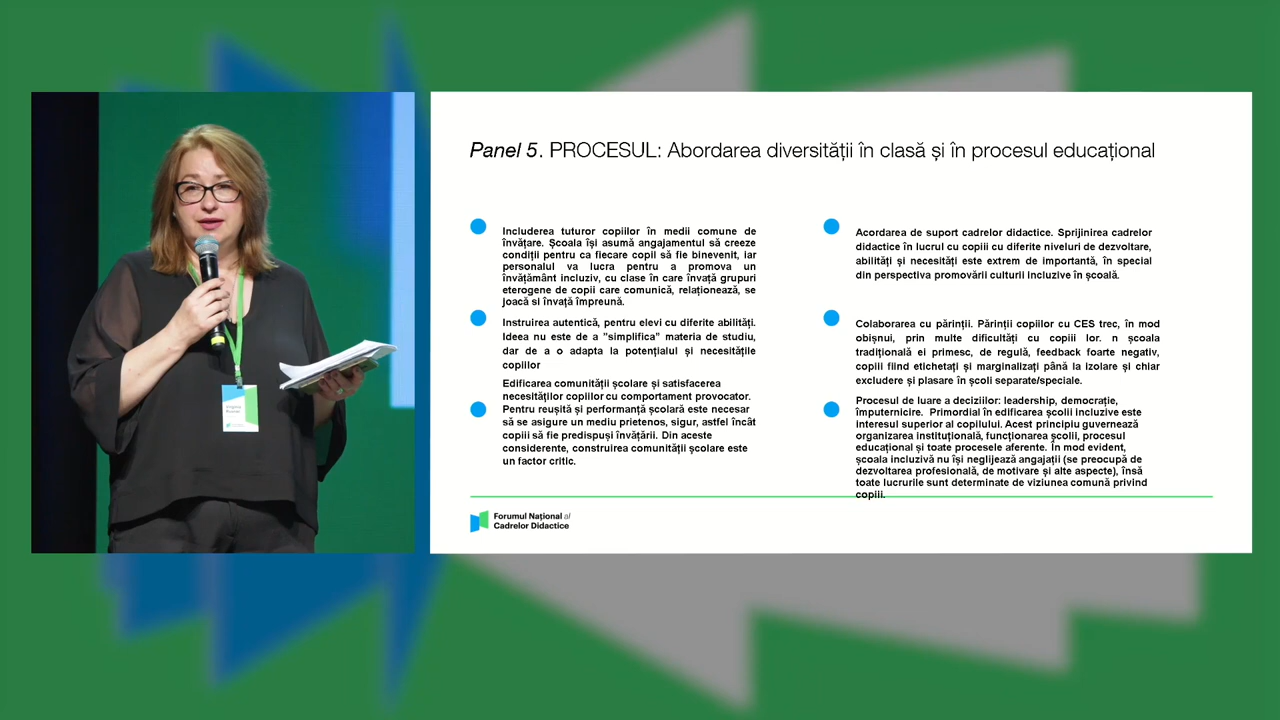 Panel 5. PROCESUL: Abordarea diversității în clasă și în procesul educațional
Includerea tuturor copiilor în medii comune de
învățare. Școala își asumă angajamentul să creeze
condiții pentru ca fiecare copil să fie binevenit, iar
personalul va lucra pentru a promova un
învățământ incluziv, cu clase în care învață grupuri
eterogene de copii care comunică, relaționează, se
joacă si învață împreună.
Instruirea autentică, pentru elevi cu diferite abilități.
Ideea nu este de a "simplifica" materia de studiu,
dar de a o adapta la potențialul și necesitățile
copiilor
Edificarea comunității școlare și satisfacerea
necesităților copiilor cu comportament provocator.
Pentru reușită și performanță școlară este necesar
să se asigure un mediu prietenos, sigur, astfel încât
copiii să fie predispuși învățării. Din aceste
considerente, construirea comunității școlare este
un factor critic.
Acordarea de suport cadrelor didactice. Sprijinirea cadrelor
didactice în lucrul cu copiii cu diferite niveluri de dezvoltare,
abilități și necesități este extrem de importantă, în special
din perspectiva promovării culturii incluzive în școală.
Colaborarea cu părinții. Părinții copiilor cu CES trec, în mod
obișnui, prin multe dificultăți cu copiii lor. n școala
tradițională ei primesc, de regulă, feedback foarte negativ,
copiii fiind etichetați și marginalizați până la izolare și chiar
excludere și plasare în școli separate/speciale.
Procesul de luare a deciziilor: leadership, democrație,
împuternicire. Primordial în edificarea școlii incluzive este
interesul superior al copilului. Acest principiu guvernează
organizarea instituțională, funcționarea școlii, procesul
educațional și toate procesele aferente. În mod evident,
școala incluzivă nu își neglijează angajații (se preocupă de
dezvoltarea profesională, de motivare și alte aspecte), însă
toate lucrurile sunt determinate de viziunea comună privind
copiii.
Forumul Național al
Cadrelor Didactice